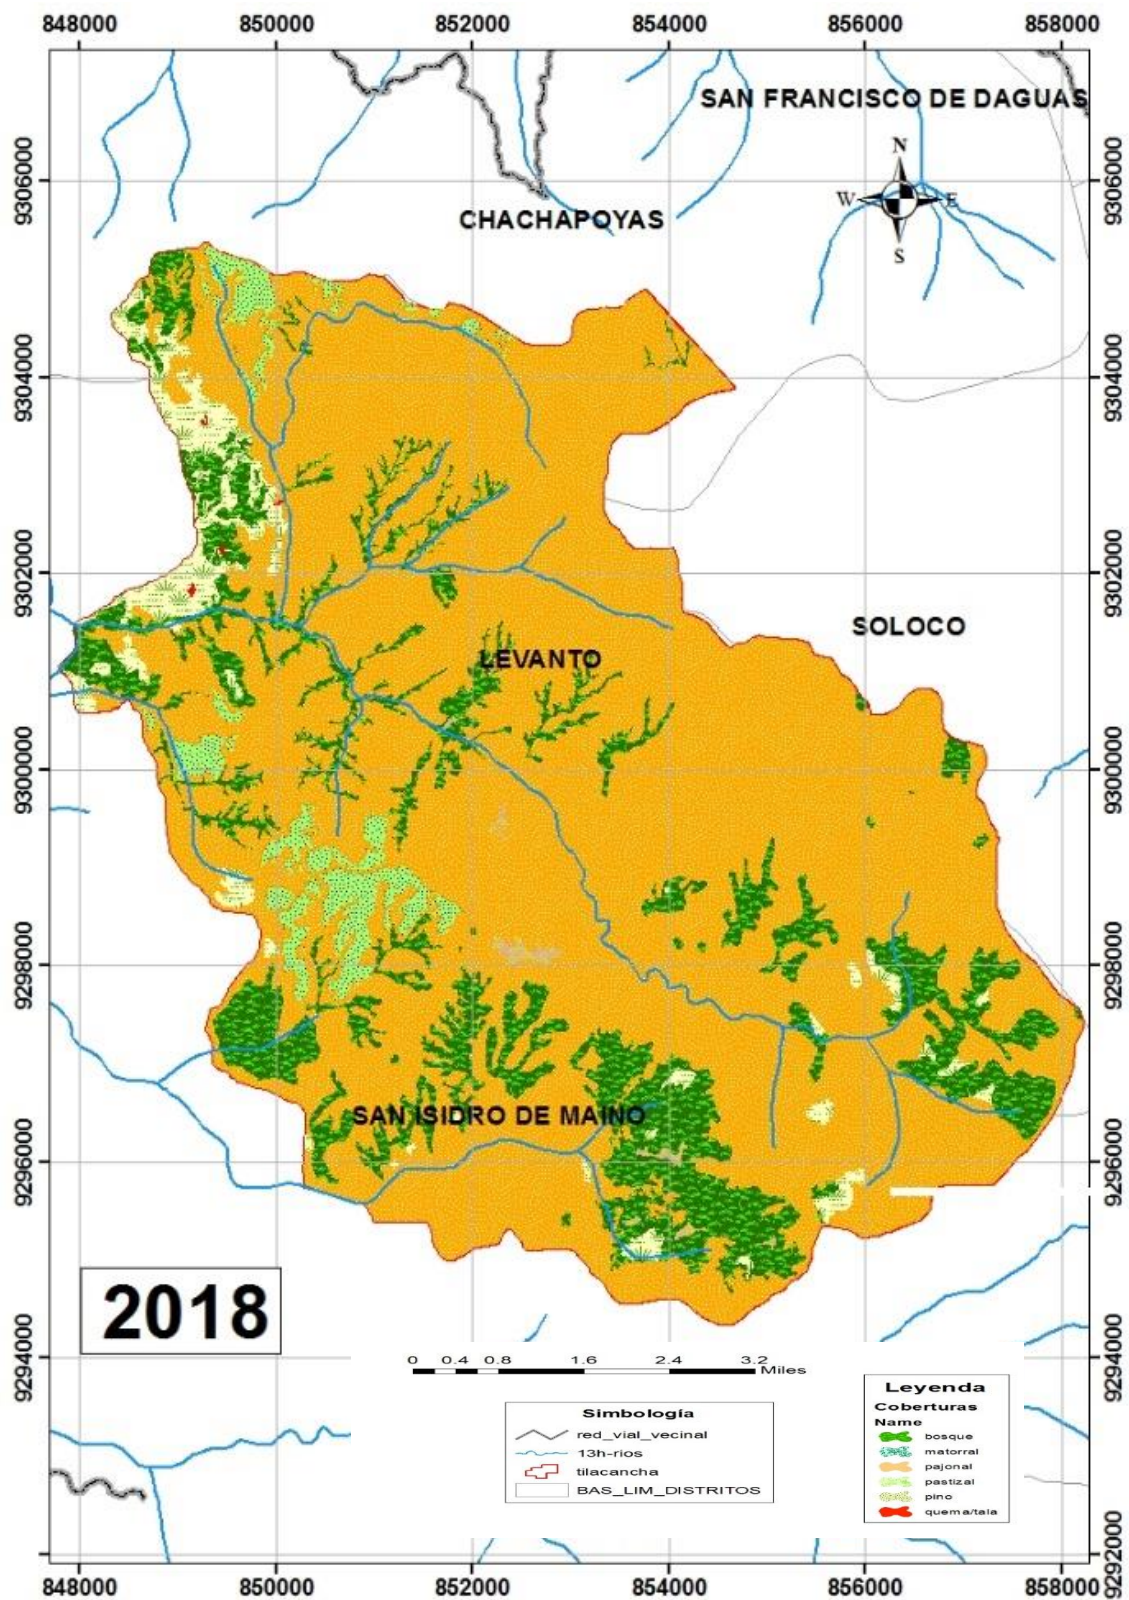 848000 850000 852000 854000 856000 858000
SAN FRANCISCO DE DAGUAS
N
9306000 9306000
W E
CHACHAPOYAS
S
9304000 9304000
9302000 9302000
SOLOCO
LEVANTO
9300000 9300000
9298000 9298000
SAN ISIDRO DE MAINO
9296000 9296000
2018
9294000 9294000
0 0.4 0.8 1.6 2.4 3.2
Miles
Simbología
red_vial_vecinal
13h-rios
tilacancha
BAS_LIM_DISTRITOS
Leyenda
Coberturas
Name
bosque
matorral
pajonal
pastizal
pino
quema/tala
9292000 9292000
848000 850000 852000 854000 856000 858000